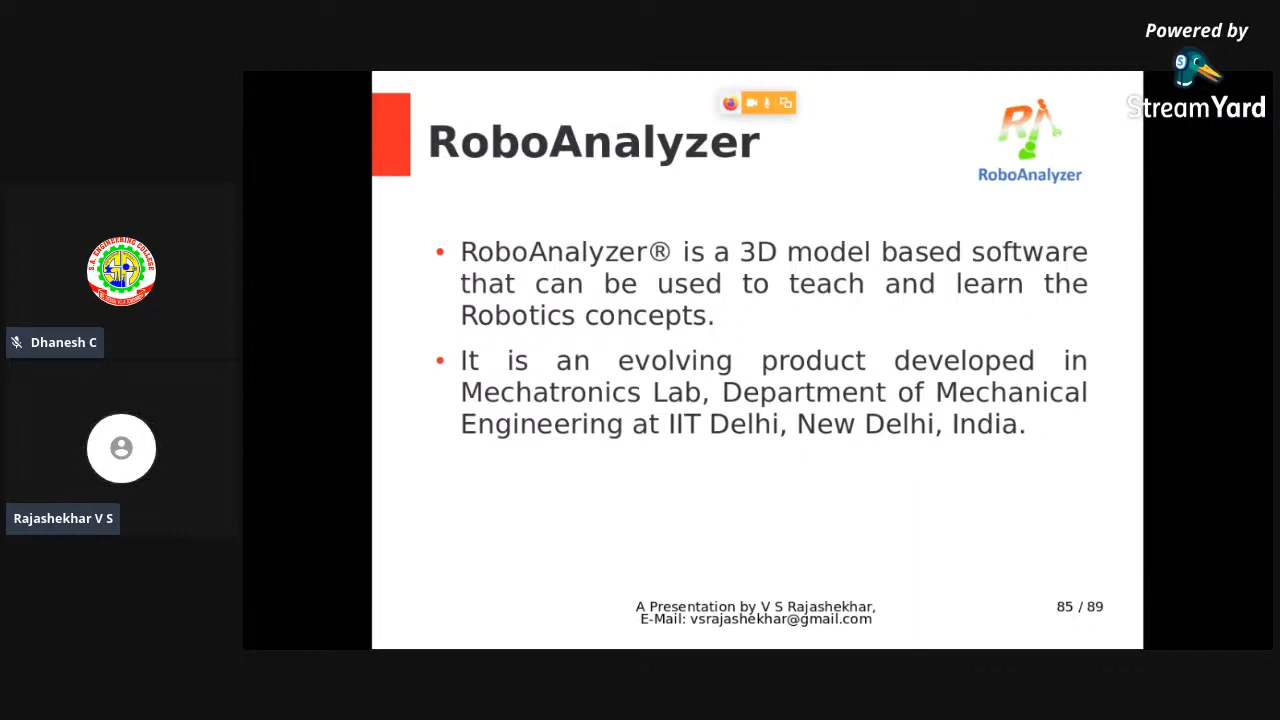 Powered by
StreamYard
RoboAnalyzer
RoboAnalyzer
• RoboAnalyzer® is a 3D model based software
that can be used to teach and learn the
Robotics concepts.
• It is an evolving product developed in
Mechatronics Lab, Department of Mechanical
Engineering at IIT Delhi, New Delhi, India.
A Presentation by V S Rajashekhar,
E-Mail: vsrajashekhar@gmail.com
85 / 89
S.A. ENGINEERING COLLEGE
Dhanesh C
Rajashekhar V S